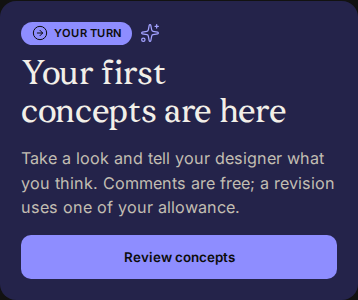 YOUR TURN
Your first
concepts are here
Take a look and tell your designer what
you think. Comments are free; a revision
uses one of your allowance.
Review concepts